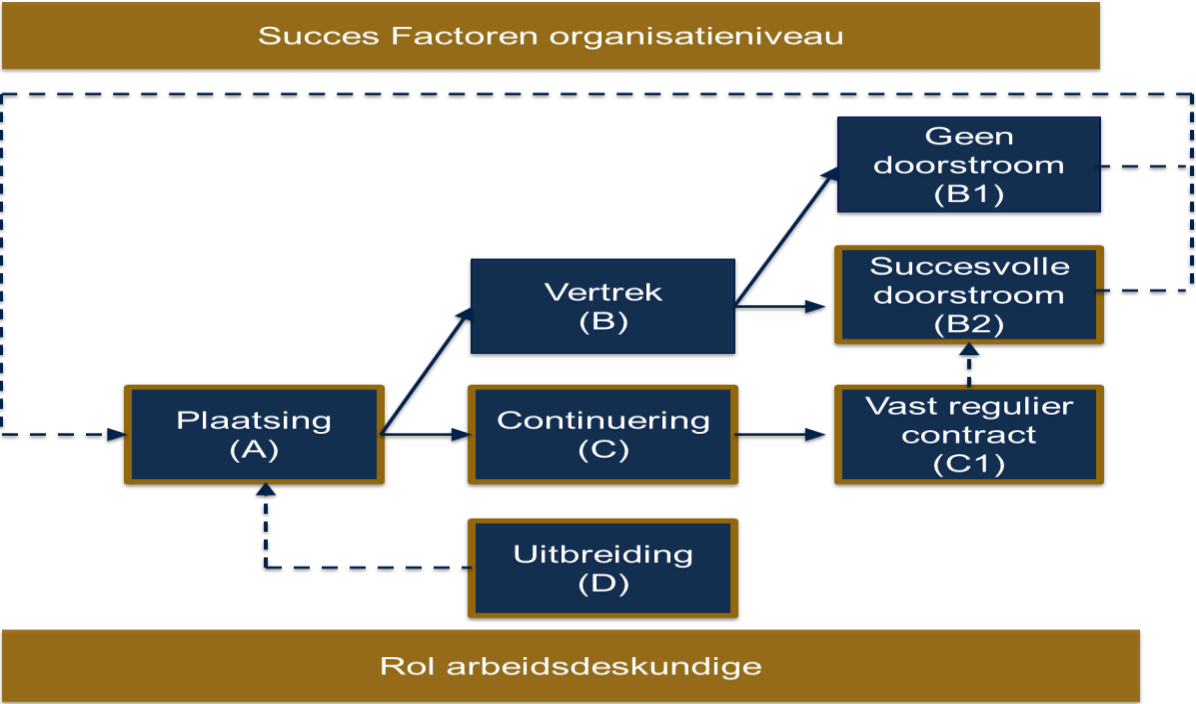 Succes Factoren organisatieniveau
Geen
doorstroom
(B1)
Vertrek
(B)
Succesvolle
doorstroom
(B2)
Plaatsing
(A)
Continuering
(C)
Vast regulier
contract
(C1)
Uitbreiding
(D)
Rol arbeidsdeskundige